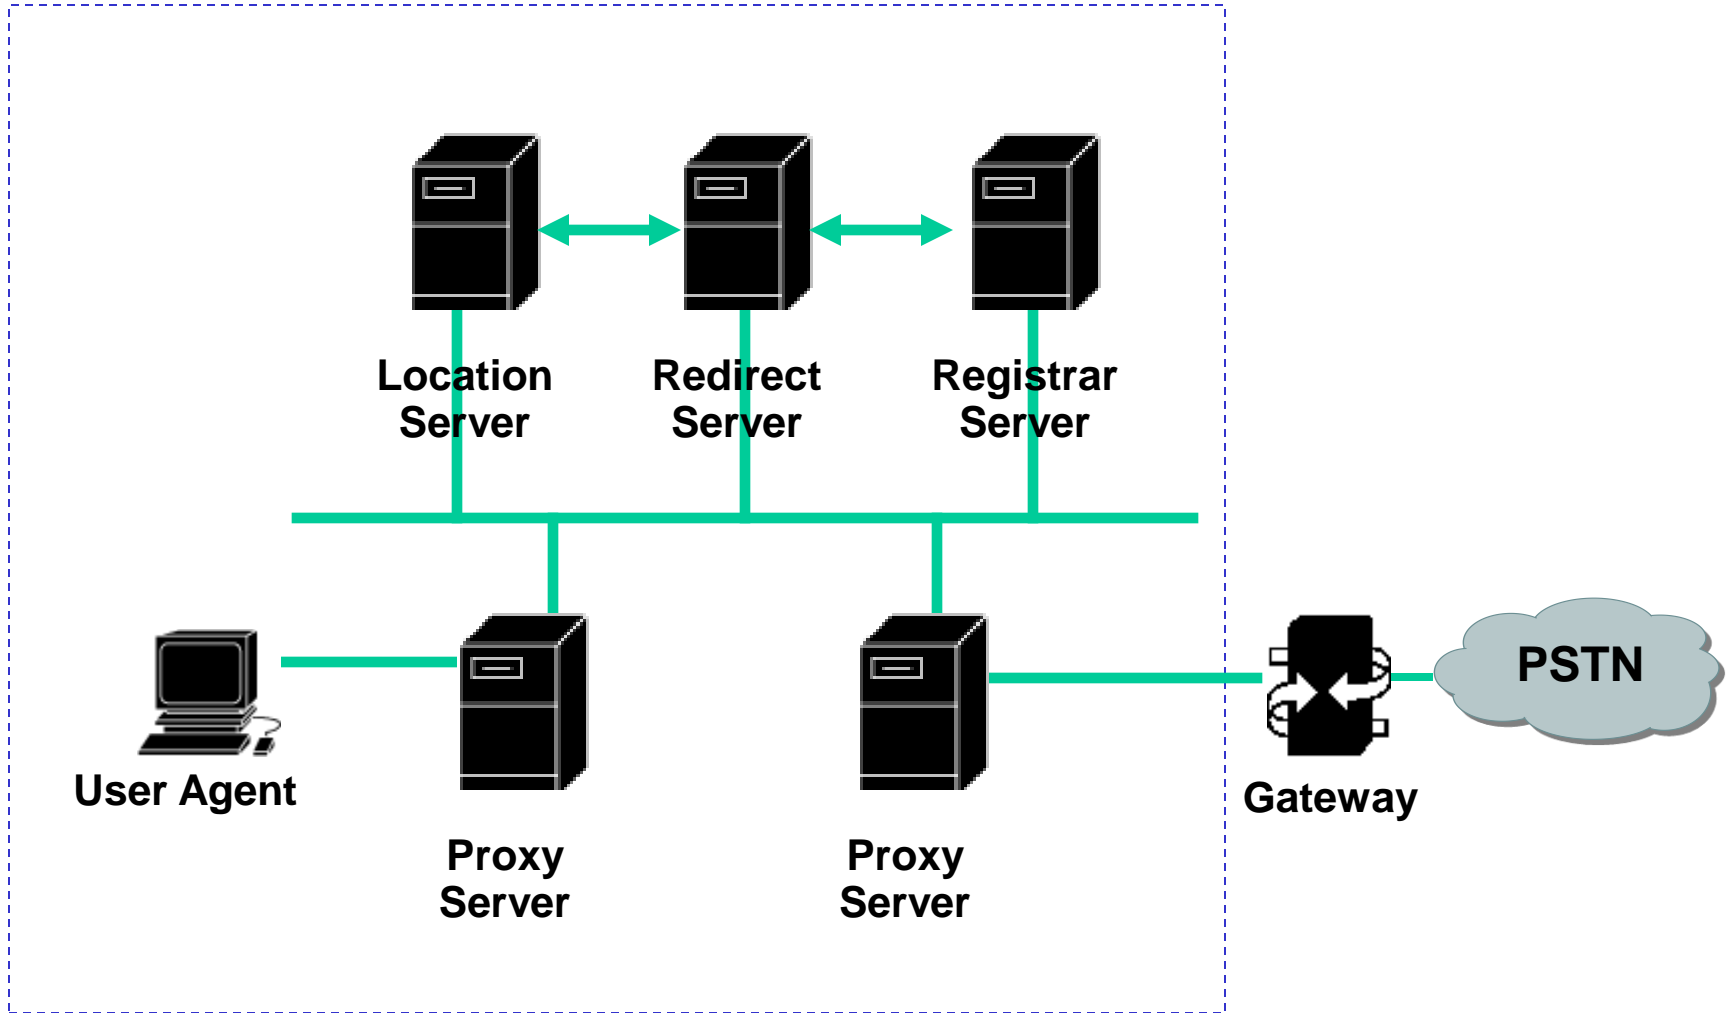 Location
Server
Redirect
Server
Registrar
Server
User Agent
Proxy
Server
Proxy
Server
Gateway
PSTN